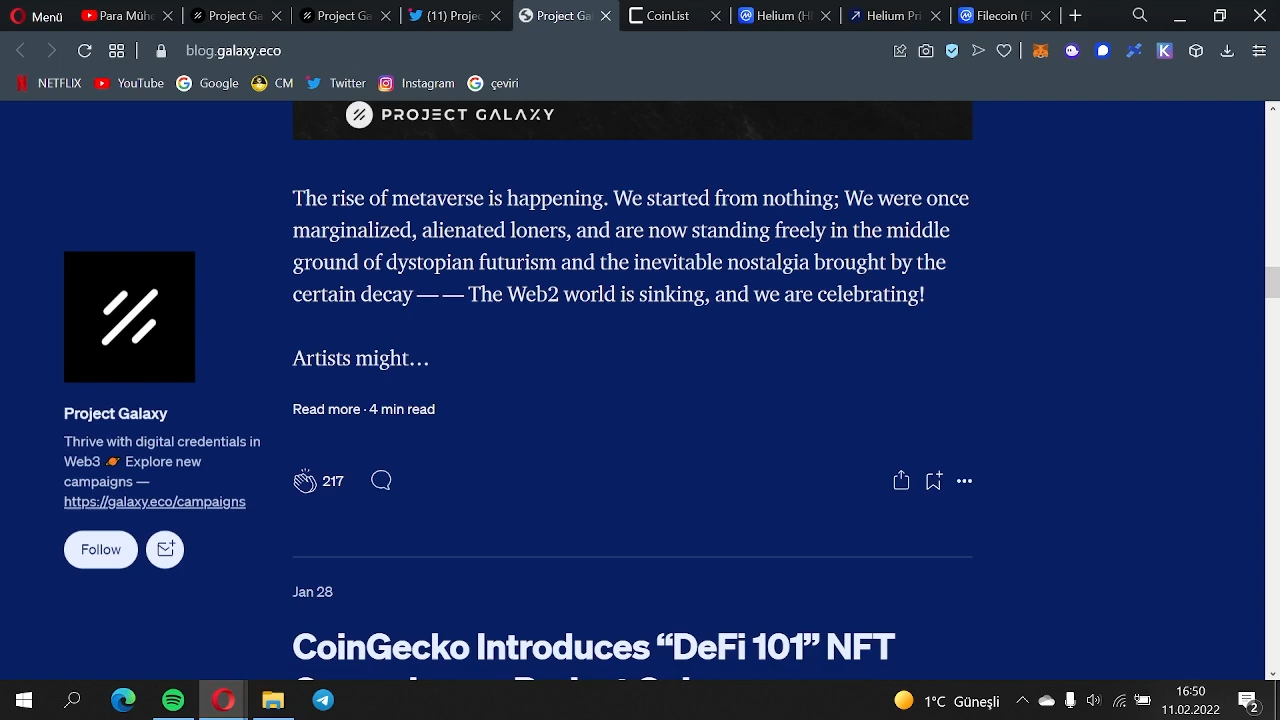 Menü
Para Müh
Project Ga
Project G
(11) Projec
Project Gal
CoinList
Helium (H
Helium Pri
Filecoin (F
blog.galaxy.eco
NETFLIX
YouTube
Google
CM
Twitter
Instagram
çeviri
PROJECT GALAXY
The rise of metaverse is happening. We started from nothing; We were once
marginalized, alienated loners, and are now standing freely in the middle
ground of dystopian futurism and the inevitable nostalgia brought by the
certain decay — — The Web2 world is sinking, and we are celebrating!
Artists might…
Read more · 4 min read
217
Project Galaxy
Thrive with digital credentials in
Web3 🪐 Explore new
campaigns —
https://galaxy.eco/campaigns
Follow
Jan 28
CoinGecko Introduces “DeFi 101” NFT
1°C Güneşli
16:50
11.02.2022
2